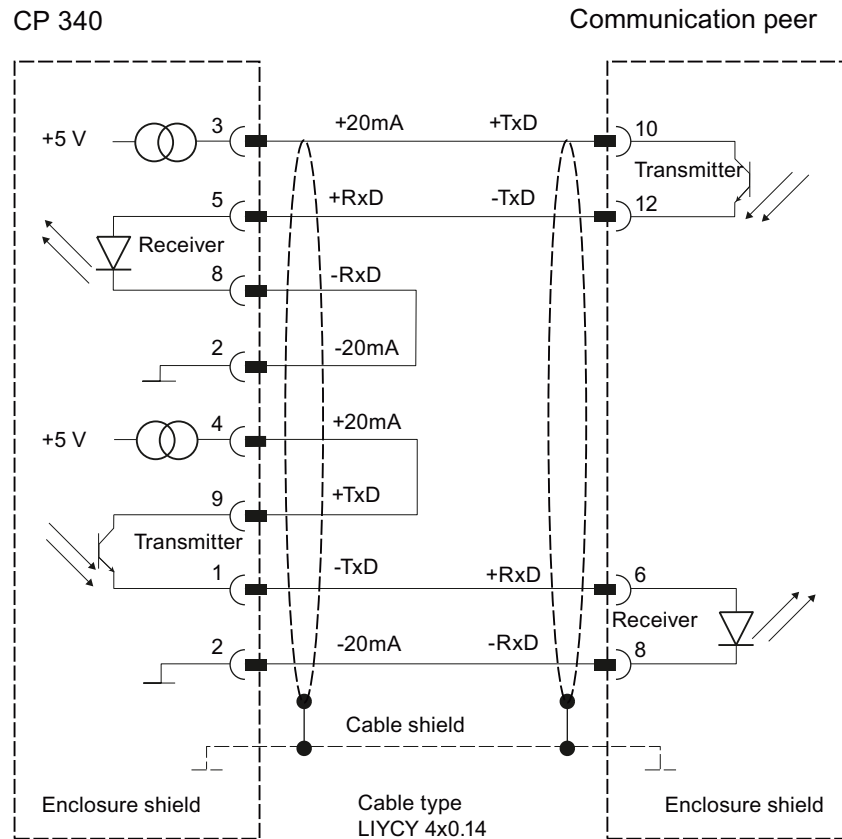 CP 340
Communication peer
+5 V
3
+20mA
+TxD
10
Transmitter
5
+RxD
-TxD
12
Receiver
8
-RxD
2
-20mA
+5 V
4
+20mA
9
+TxD
Transmitter
1
-TxD
+RxD
6
Receiver
2
-20mA
-RxD
8
Cable shield
Enclosure shield
Cable type
LIYCY 4x0.14
Enclosure shield